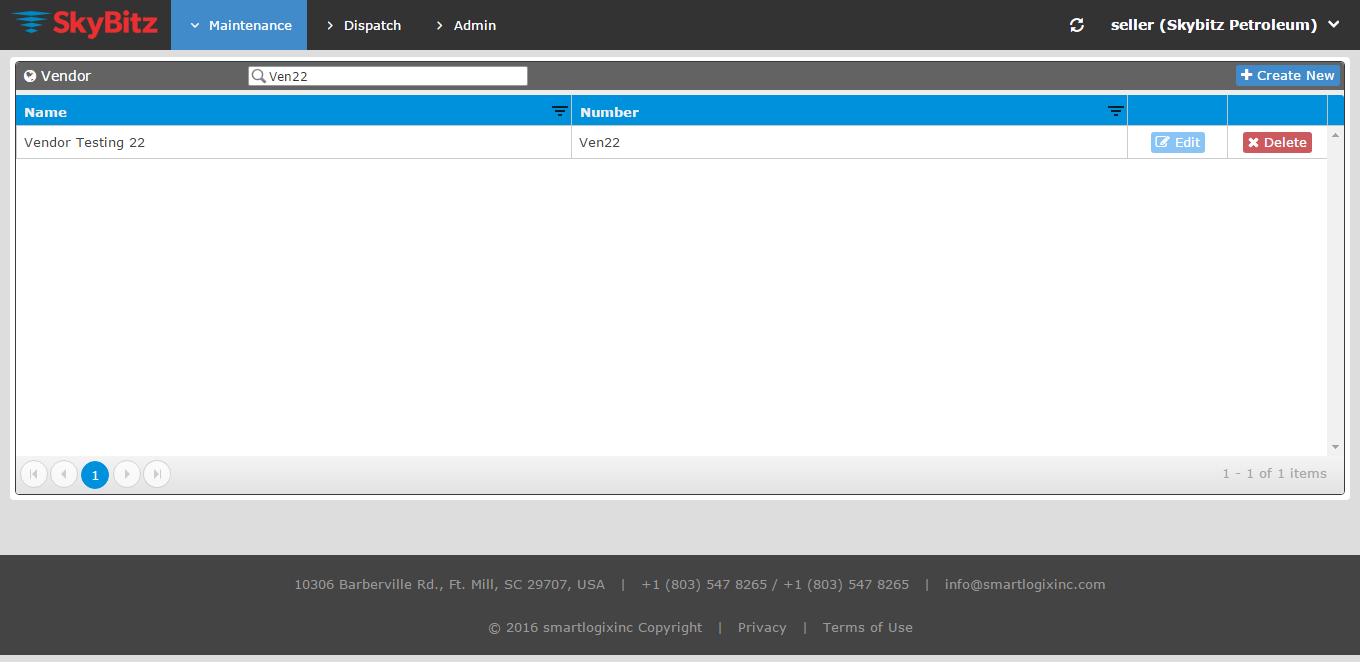 SkyBitz Maintenance Dispatch Admin seller (Skybitz Petroleum)
Vendor Ven22 Create New
Name Number
Vendor Testing 22 Ven22 Edit Delete
1 1 - 1 of 1 items
10306 Barberville Rd., Ft. Mill, SC 29707, USA | +1 (803) 547 8265 / +1 (803) 547 8265 | info@smartlogixinc.com
© 2016 smartlogixinc Copyright | Privacy | Terms of Use